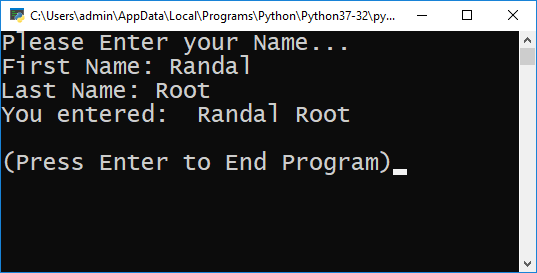 C:\Users\admin\AppData\Local\Programs\Python\Python37-32\py...
Please Enter your Name...
First Name: Randal
Last Name: Root
You entered:  Randal Root
(Press Enter to End Program)